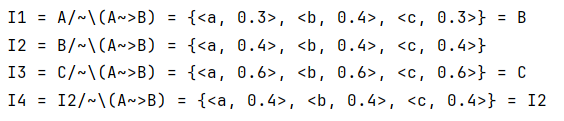 I1 = A/~\(A~>B) = {<a, 0.3>, <b, 0.4>, <c, 0.3>} = B
I2 = B/~\(A~>B) = {<a, 0.4>, <b, 0.4>, <c, 0.4>}
I3 = C/~\(A~>B) = {<a, 0.6>, <b, 0.6>, <c, 0.6>} = C
I4 = I2/~\(A~>B) = {<a, 0.4>, <b, 0.4>, <c, 0.4>} = I2